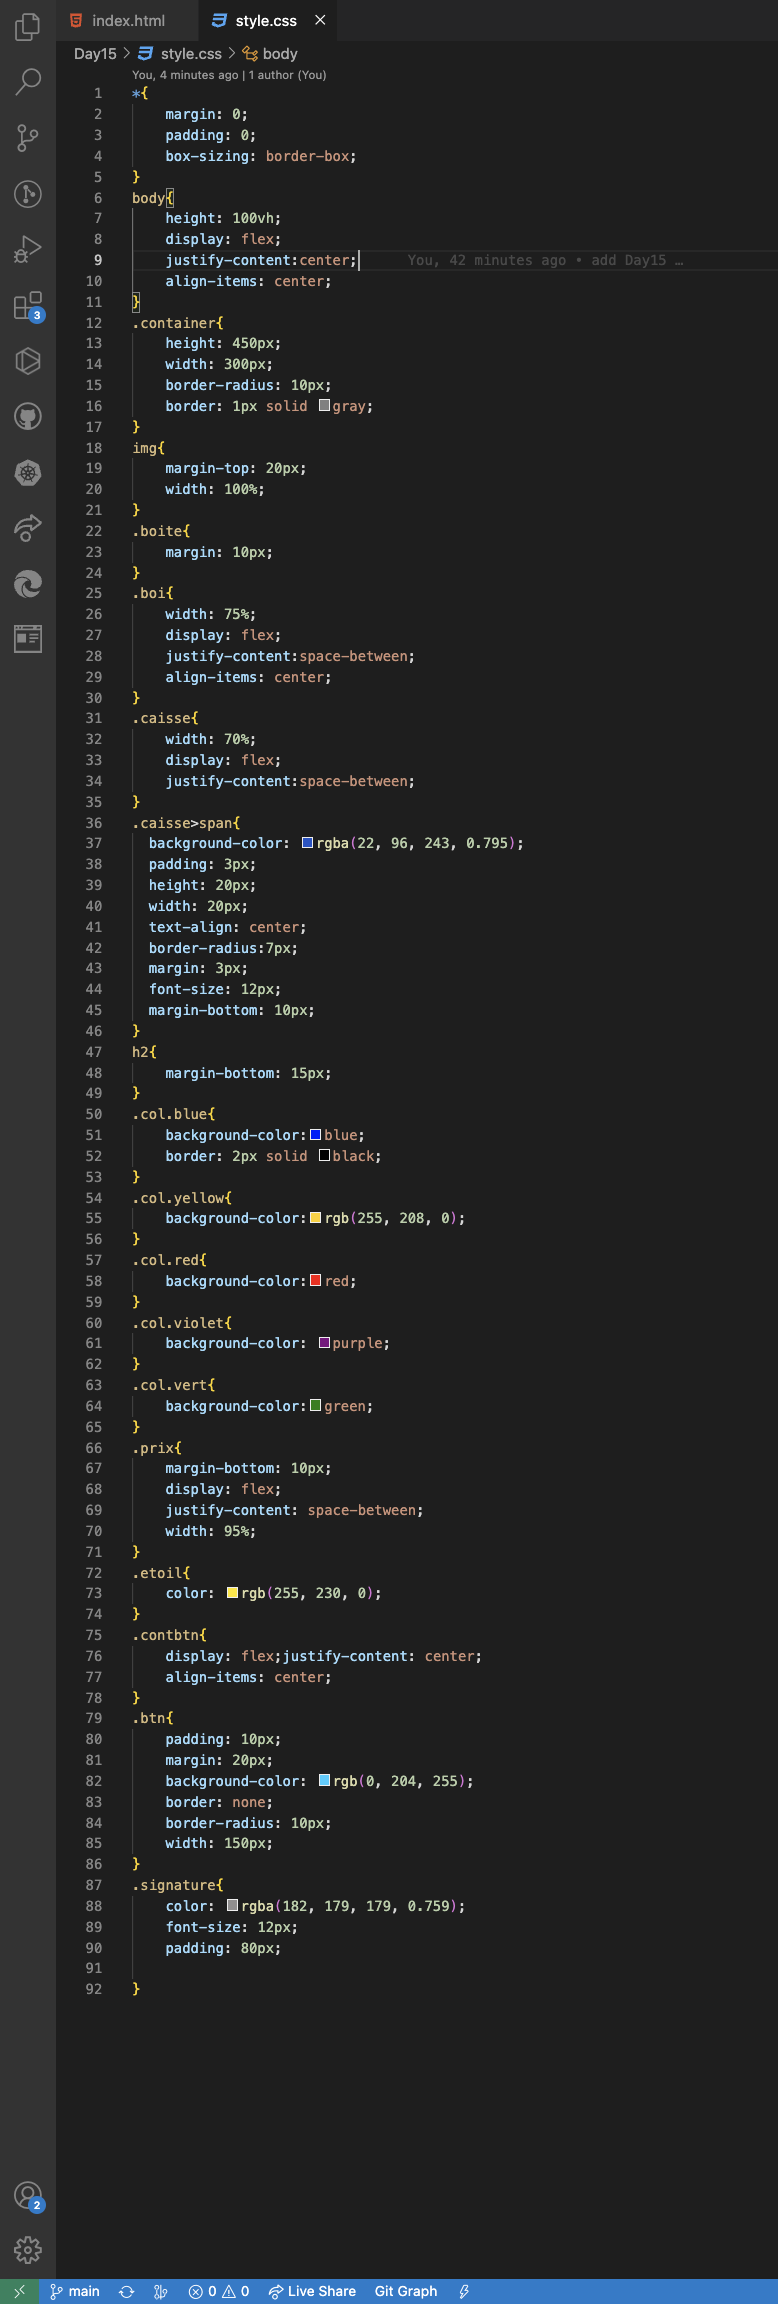 index.html
style.css
Day15 > style.css > body
You, 4 minutes ago | 1 author (You)
1 *{
2 margin: 0;
3 padding: 0;
4 box-sizing: border-box;
5 }
6 body{
7 height: 100vh;
8 display: flex;
9 justify-content:center; You, 42 minutes ago • add Day15 …
10 align-items: center;
11 }
12 .container{
13 height: 450px;
14 width: 300px;
15 border-radius: 10px;
16 border: 1px solid gray;
17 }
18 img{
19 margin-top: 20px;
20 width: 100%;
21 }
22 .boite{
23 margin: 10px;
24 }
25 .boi{
26 width: 75%;
27 display: flex;
28 justify-content:space-between;
29 align-items: center;
30 }
31 .caisse{
32 width: 70%;
33 display: flex;
34 justify-content:space-between;
35 }
36 .caisse>span{
37 background-color: rgba(22, 96, 243, 0.795);
38 padding: 3px;
39 height: 20px;
40 width: 20px;
41 text-align: center;
42 border-radius:7px;
43 margin: 3px;
44 font-size: 12px;
45 margin-bottom: 10px;
46 }
47 h2{
48 margin-bottom: 15px;
49 }
50 .col.blue{
51 background-color:blue;
52 border: 2px solid black;
53 }
54 .col.yellow{
55 background-color:rgb(255, 208, 0);
56 }
57 .col.red{
58 background-color:red;
59 }
60 .col.violet{
61 background-color: purple;
62 }
63 .col.vert{
64 background-color:green;
65 }
66 .prix{
67 margin-bottom: 10px;
68 display: flex;
69 justify-content: space-between;
70 width: 95%;
71 }
72 .etoil{
73 color: rgb(255, 230, 0);
74 }
75 .contbtn{
76 display: flex;justify-content: center;
77 align-items: center;
78 }
79 .btn{
80 padding: 10px;
81 margin: 20px;
82 background-color: rgb(0, 204, 255);
83 border: none;
84 border-radius: 10px;
85 width: 150px;
86 }
87 .signature{
88 color: rgba(182, 179, 179, 0.759);
89 font-size: 12px;
90 padding: 80px;
91
92 }
3
2
main 0 0 Live Share Git Graph